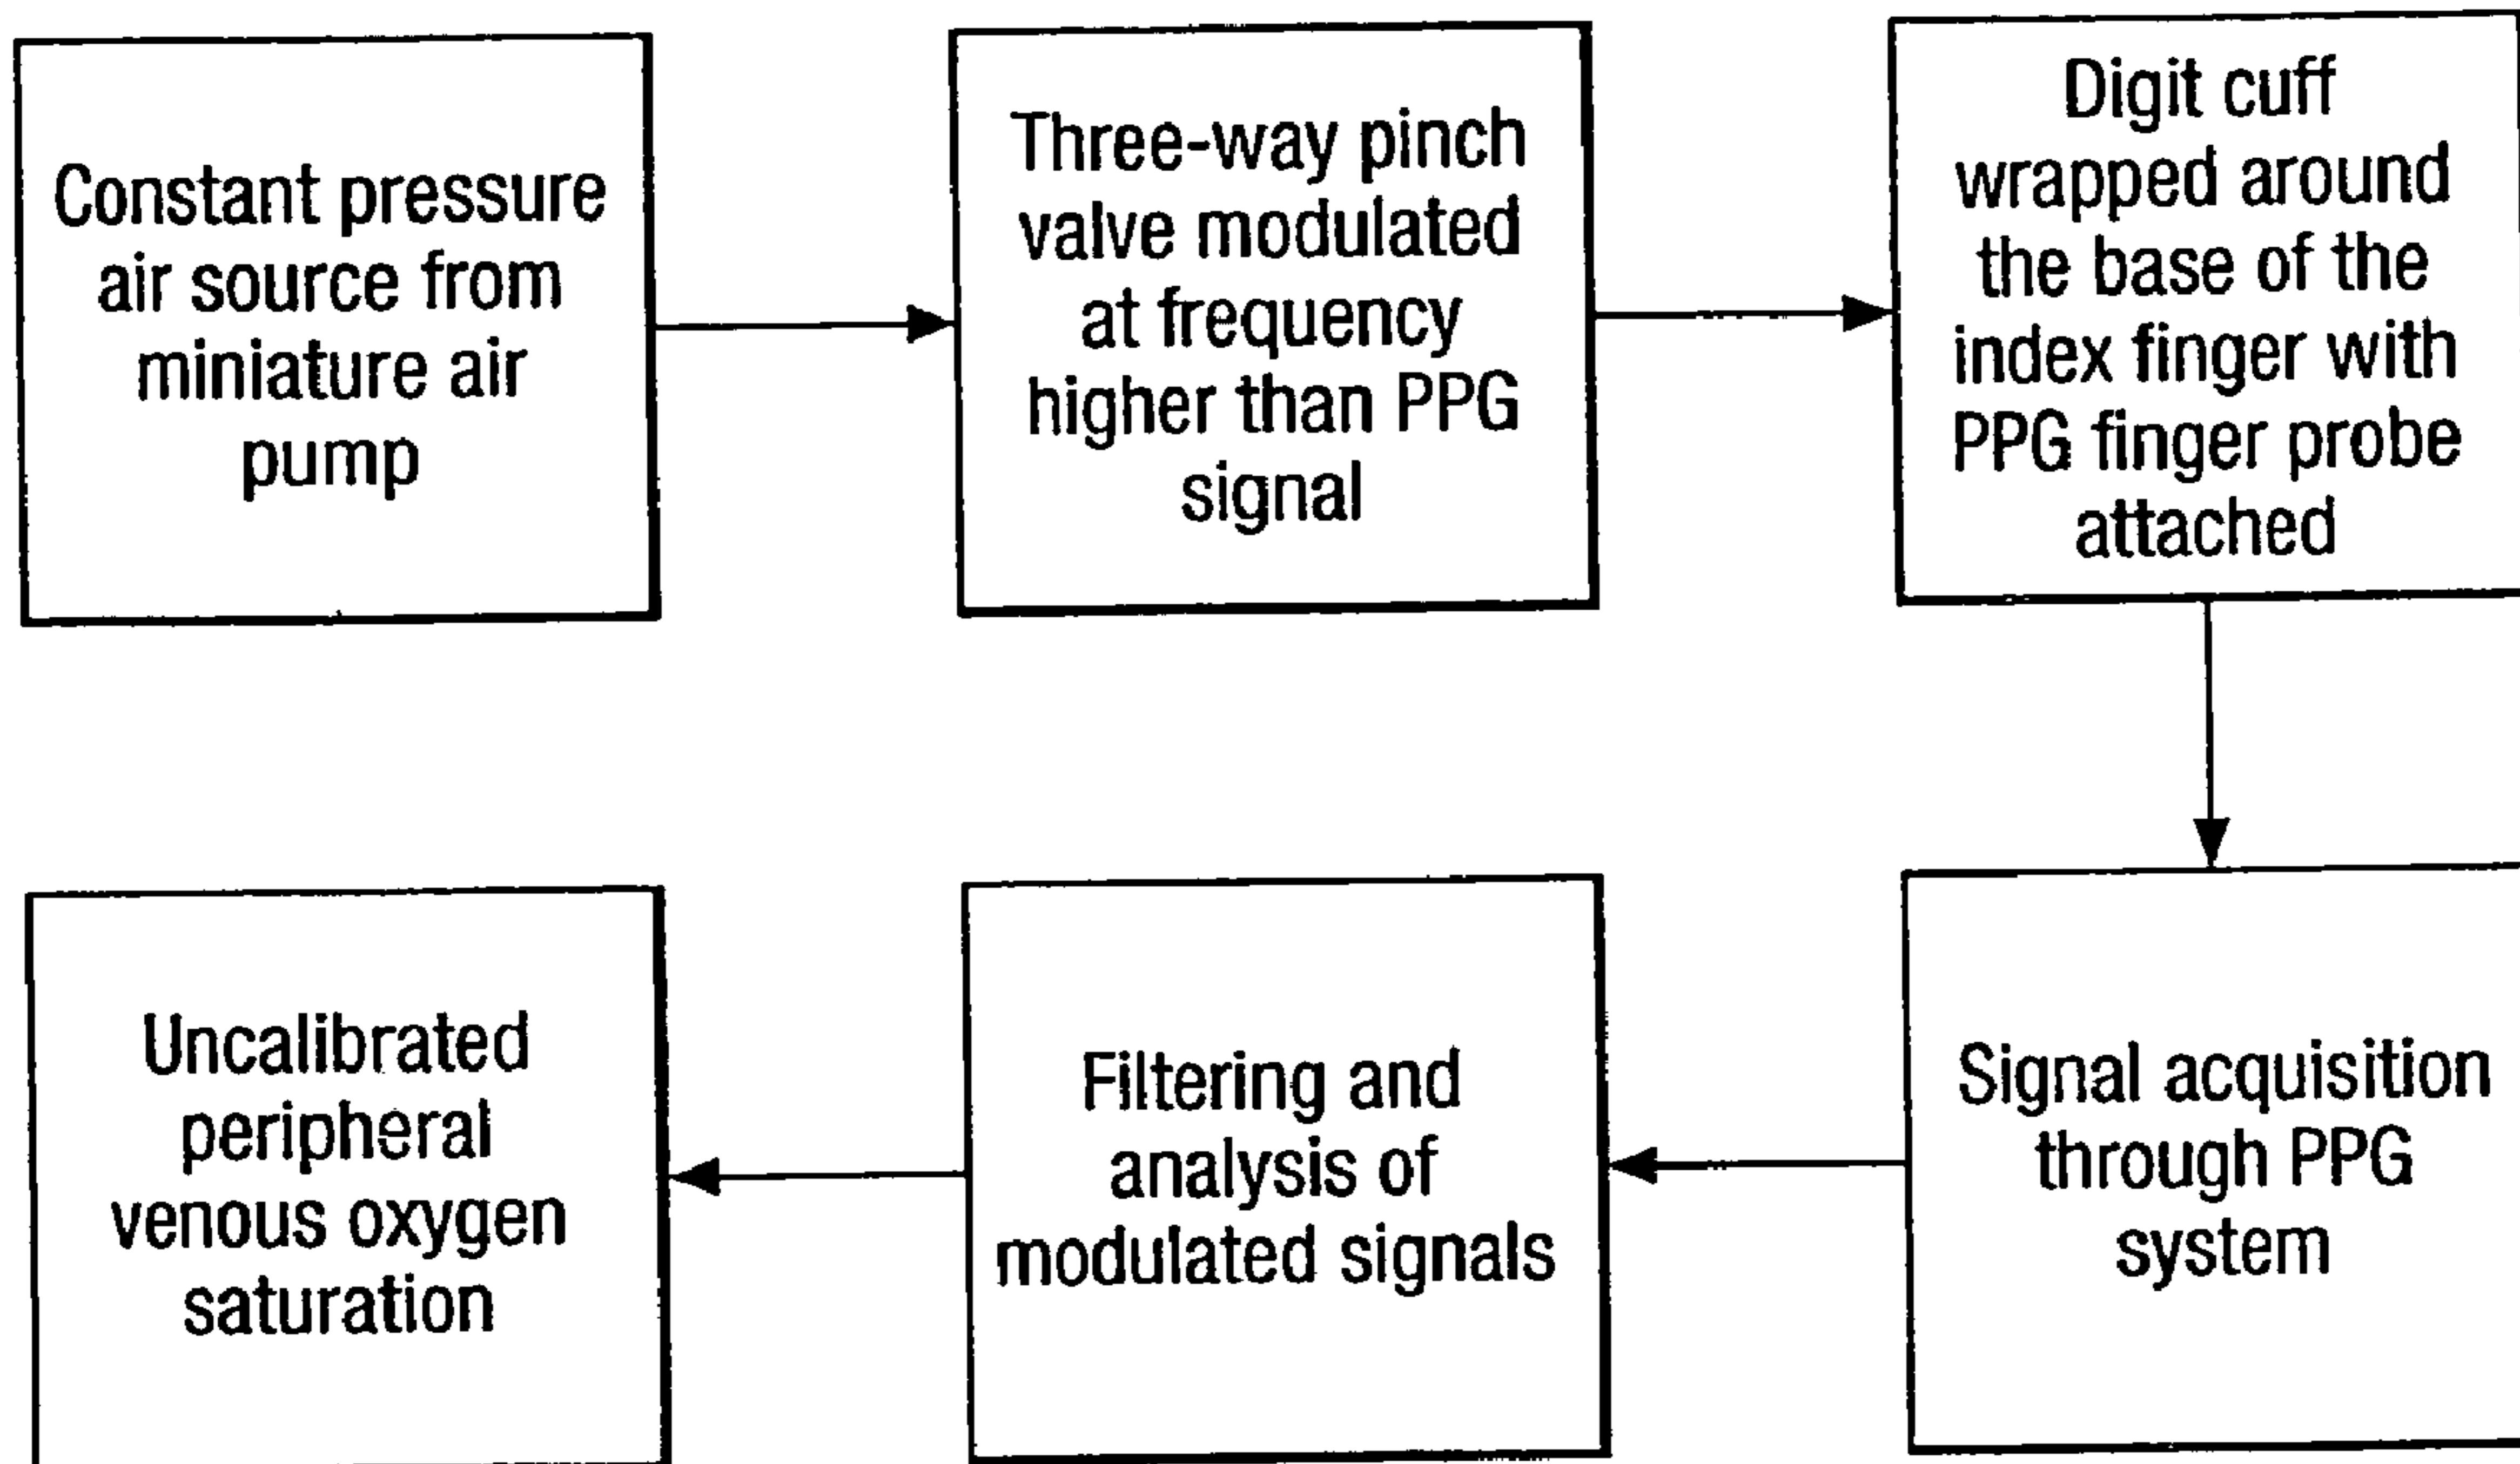 Constant pressure
air source from
miniature air
pump
Three-way pinch
valve modulated
at frequency
higher than PPG
signal
Digit cuff
wrapped around
the base of the
index finger with
PPG finger probe
attached
Signal acquisition
through PPG
system
Filtering and
analysis of
modulated signals
Uncalibrated
peripheral
venous oxygen
saturation